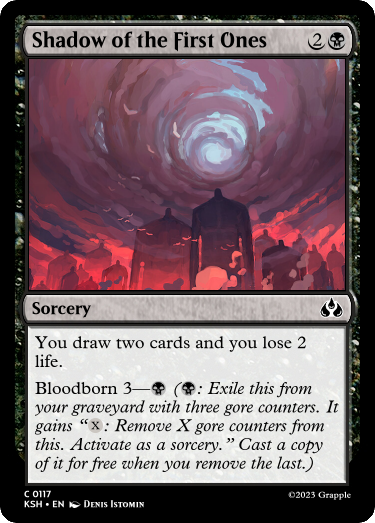 Shadow of the First Ones 2
Sorcery
You draw two cards and you lose 2
life.
Bloodborn 3— (: Exile this from
your graveyard with three gore counters. It
gains “X: Remove X gore counters from
this. Activate as a sorcery.” Cast a copy
of it for free when you remove the last.)
C 0117
KSH • EN Denis Istomin
©2023 Grapple